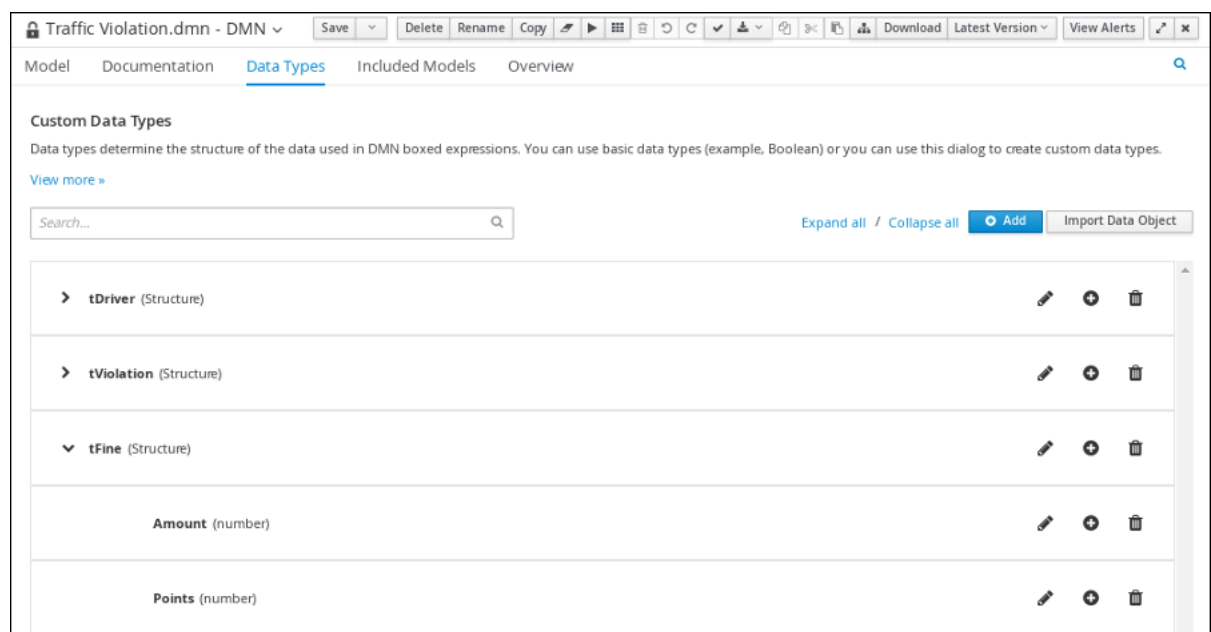 Traffic Violation.dmn - DMN Save Delete Rename Copy Download Latest Version View Alerts
Model Documentation Data Types Included Models Overview
Custom Data Types
Data types determine the structure of the data used in DMN boxed expressions. You can use basic data types (example, Boolean) or you can use this dialog to create custom data types.
View more »
Search... Expand all / Collapse all Add Import Data Object
tDriver (Structure)
tViolation (Structure)
tFine (Structure)
Amount (number)
Points (number)